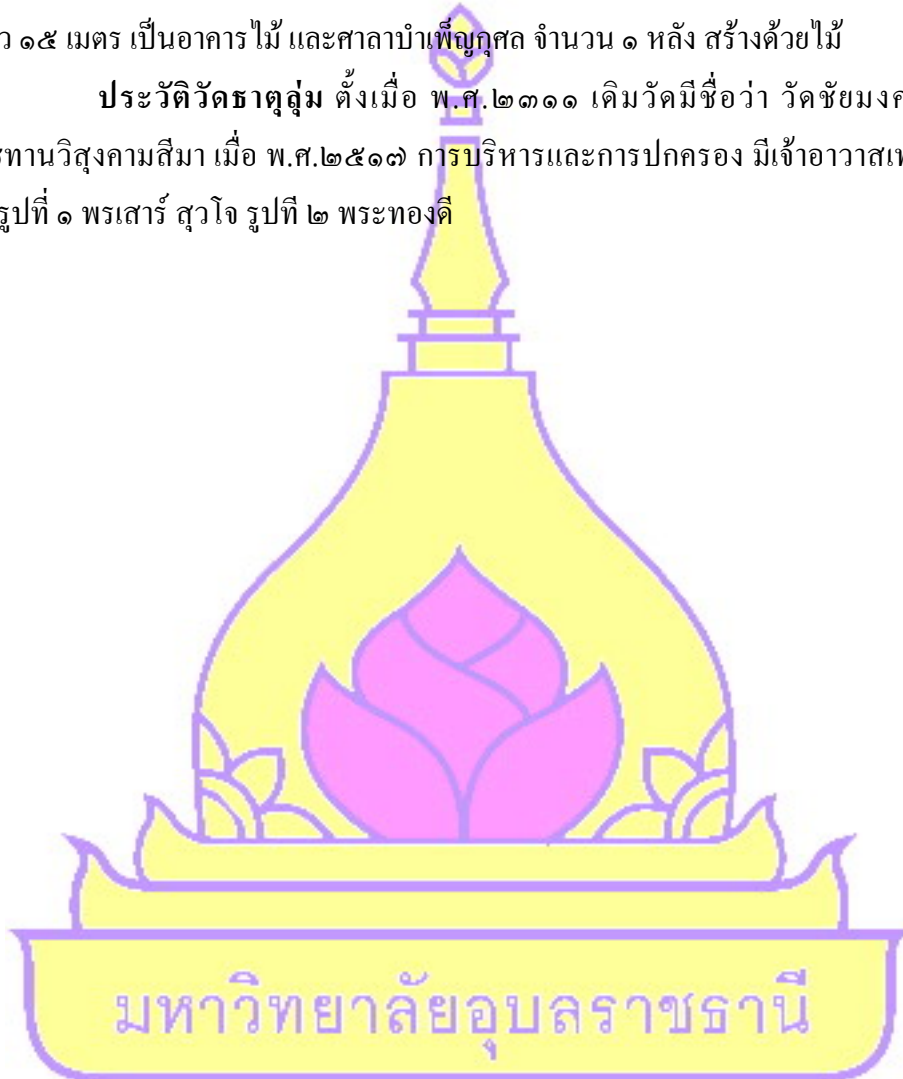 ว ๑๕ เมตร เป็นอาคารไม้ และศาลาบำเพ็ญกุศล จำนวน ๑ หลัง สร้างด้วยไม้
ประวัติวัดธาตุลุ่ม ตั้งเมื่อ พ.ศ.๒๓๑๑ เดิมวัดมีชื่อว่า วัดชัยมงค
รทานวิสุงคามสีมา เมื่อ พ.ศ.๒๕๑๗ การบริหารและการปกครอง มีเจ้าอาวาสเท
รูปที่ ๑ พรเสาร์ สุวโจ รูปที ๒ พระทองดี
มหาวิทยาลัยอุบลราชธานี